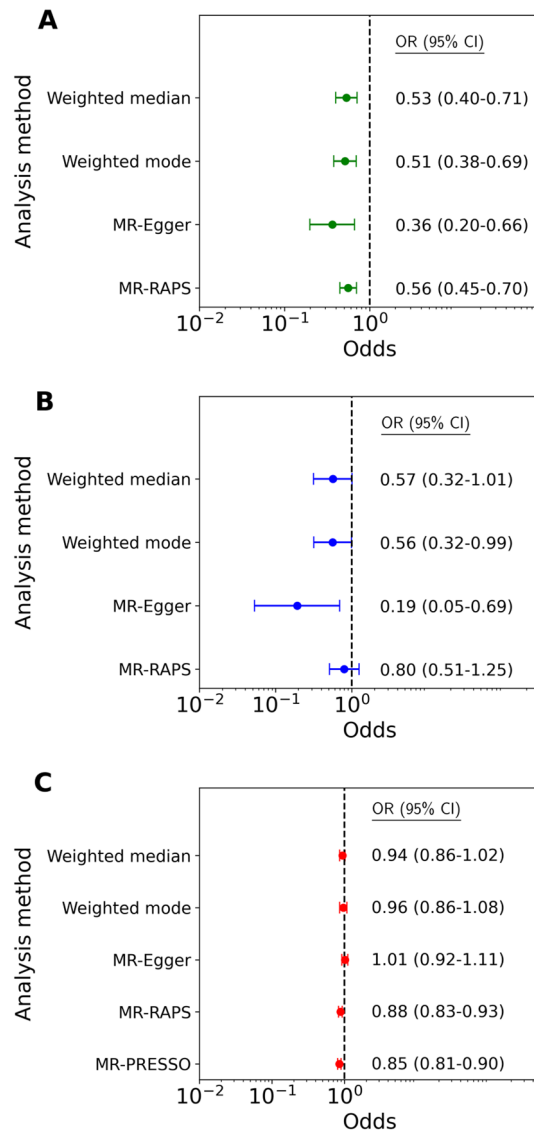 A
OR (95% CI)
Analysis method
Weighted median 0.53 (0.40-0.71)
Weighted mode 0.51 (0.38-0.69)
MR-Egger 0.36 (0.20-0.66)
MR-RAPS 0.56 (0.45-0.70)
10⁻² 10⁻¹ 10⁰
Odds
B
OR (95% CI)
Analysis method
Weighted median 0.57 (0.32-1.01)
Weighted mode 0.56 (0.32-0.99)
MR-Egger 0.19 (0.05-0.69)
MR-RAPS 0.80 (0.51-1.25)
10⁻² 10⁻¹ 10⁰
Odds
C
OR (95% CI)
Analysis method
Weighted median 0.94 (0.86-1.02)
Weighted mode 0.96 (0.86-1.08)
MR-Egger 1.01 (0.92-1.11)
MR-RAPS 0.88 (0.83-0.93)
MR-PRESSO 0.85 (0.81-0.90)
10⁻² 10⁻¹ 10⁰
Odds